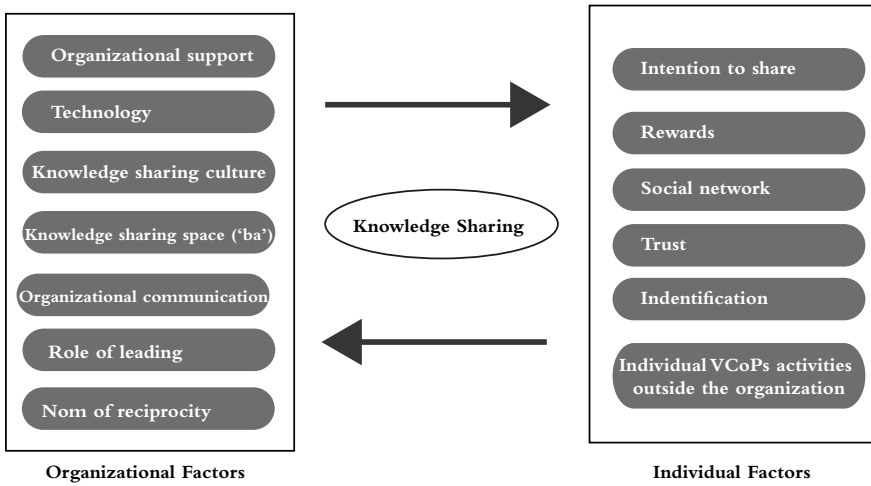 Organizational support
Technology
Knowledge sharing culture
Knowledge sharing space (‘ba’)
Organizational communication
Role of leading
Nom of reciprocity
Organizational Factors
Knowledge Sharing
Intention to share
Rewards
Social network
Trust
Indentification
Individual VCoPs activities
outside the organization
Individual Factors